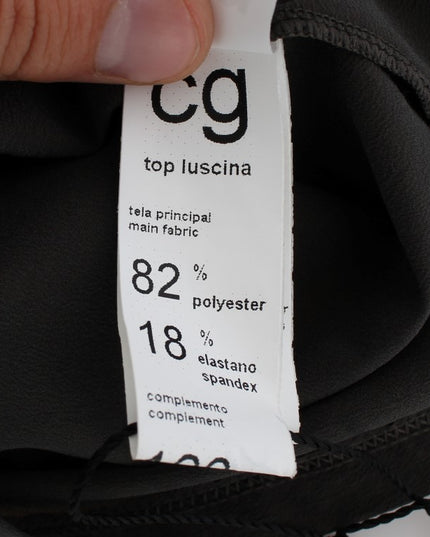 cg
top luscina
tela principal
main fabric
82 % polyester
18 % elastano
spandex
complemento
complement